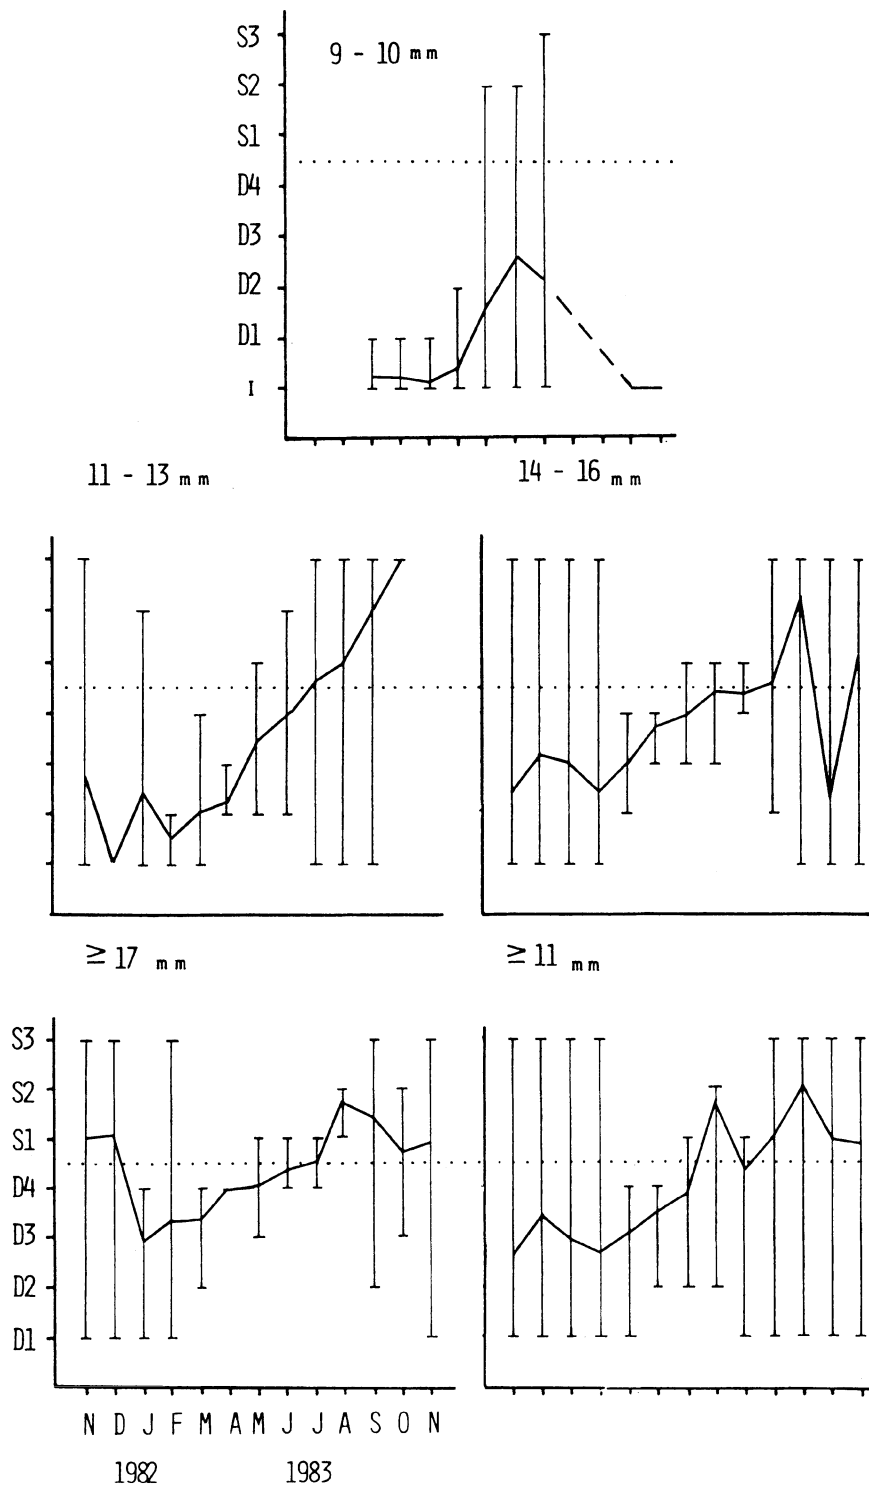 9 - 10 mm
S3
S2
S1
D4
D3
D2
D1
I
11 - 13 mm
14 - 16 mm
≥ 17 mm
≥ 11 mm
S3
S2
S1
D4
D3
D2
D1
N D J F M A M J J A S O N
1982 1983